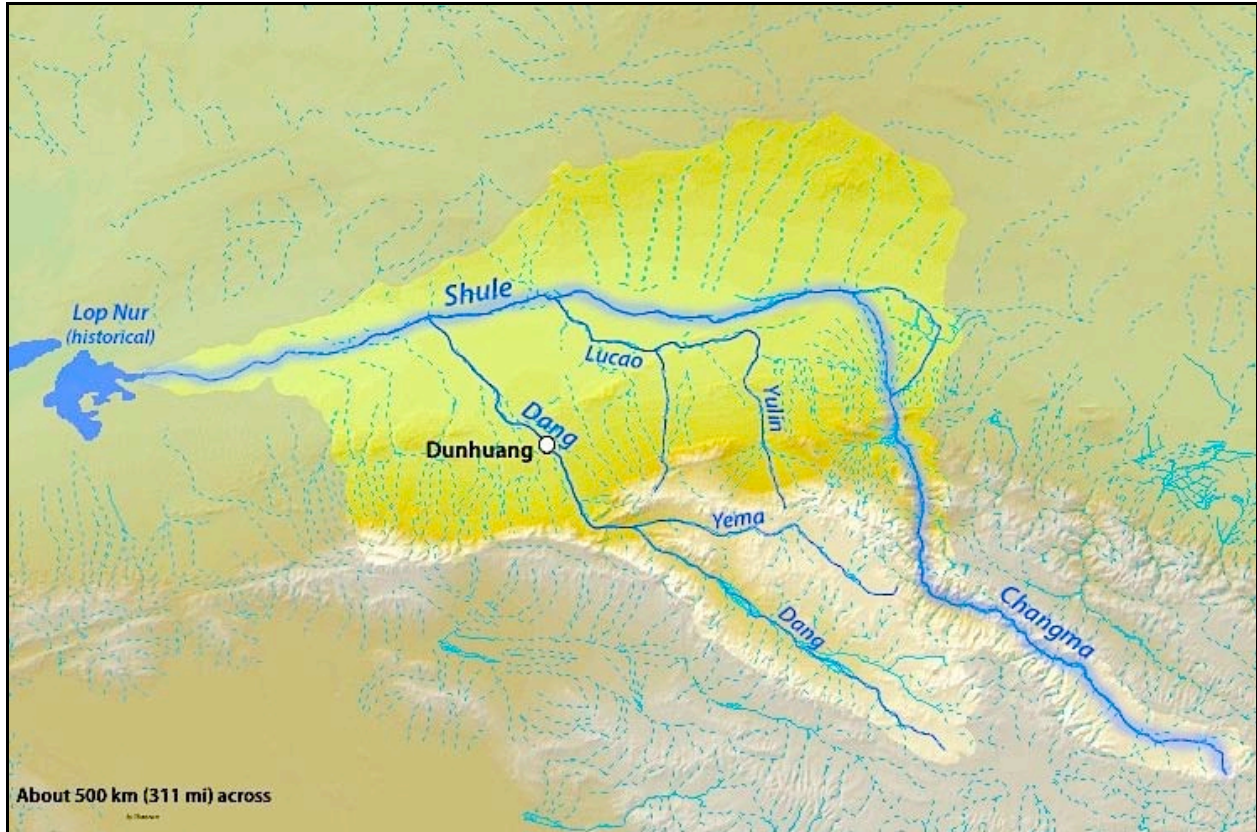 Lop Nur
(historical)
Shule
Lucao
Yulin
Dang
Dunhuang
Yema
Dang
Changma
About 500 km (311 mi) across